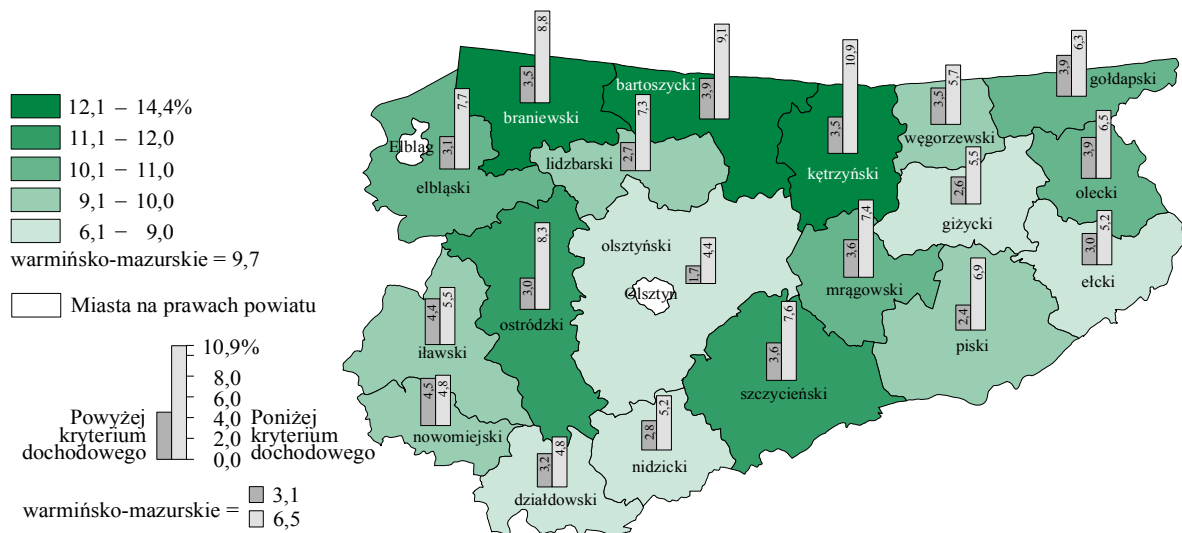 12,1 – 14,4%
11,1 – 12,0
10,1 – 11,0
9,1 – 10,0
6,1 – 9,0
warmińsko-mazurskie = 9,7
Miasta na prawach powiatu
10,9%
8,0
6,0
4,0
2,0
0,0
Powyżej
kryterium
dochodowego
Poniżej
kryterium
dochodowego
warmińsko-mazurskie =
3,1
6,5
3,5 8,8
braniewski
bartoszycki
3,9 9,1
3,5 10,9
kętrzyński
3,5 5,7
węgorzewski
3,9 6,3
gołdapski
Elbląg
3,1 7,7
elbląski
2,7 7,3
lidzbarski
2,6 5,5
giżycki
3,9 6,5
olecki
3,0 8,3
ostródzki
olsztyński
1,7 4,4
Olsztyn
3,6 7,4
mrągowski
3,0 5,2
ełcki
4,4 5,5
iławski
2,4 6,9
piski
3,6 7,6
szczycieński
4,5 4,8
nowomiejski
2,8 5,2
nidzicki
3,2 4,8
działdowski